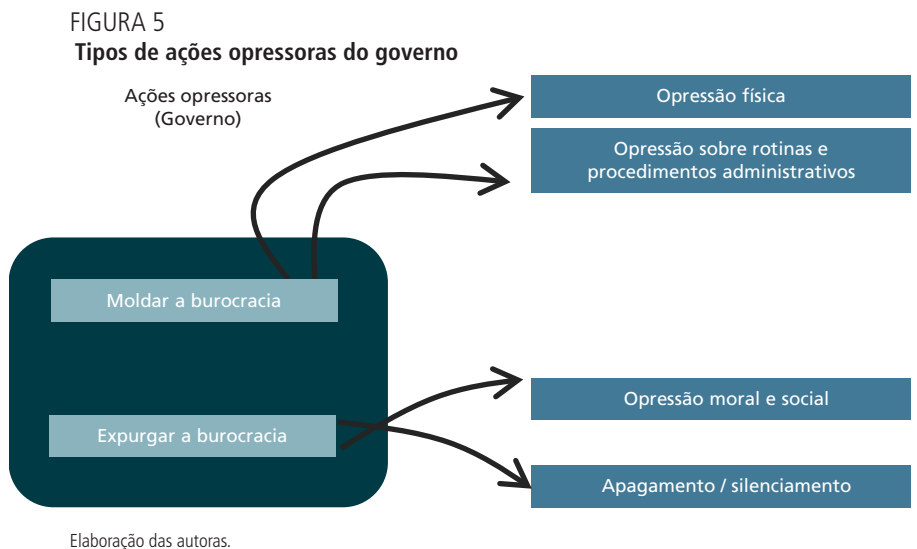 FIGURA 5
Tipos de ações opressoras do governo
Ações opressoras
(Governo)
Opressão física
Opressão sobre rotinas e
procedimentos administrativos
Moldar a burocracia
Opressão moral e social
Expurgar a burocracia
Apagamento / silenciamento
Elaboração das autoras.